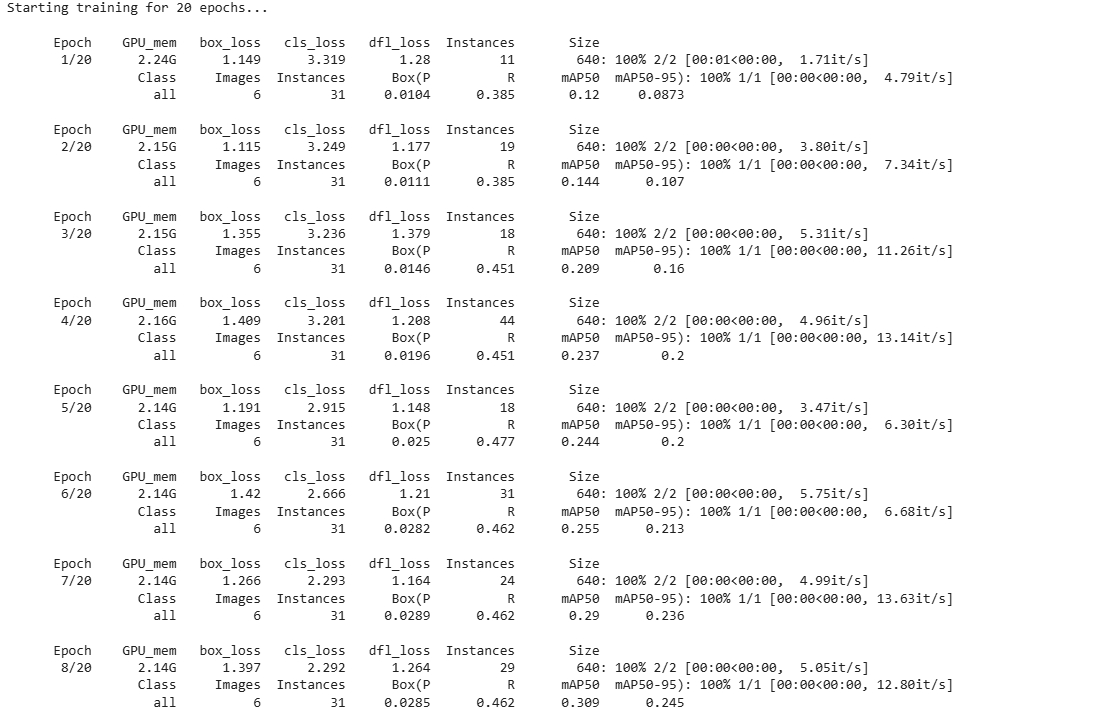 Starting training for 20 epochs...
Epoch GPU_mem box_loss cls_loss dfl_loss Instances Size
1/20 2.24G 1.149 3.319 1.28 11 640: 100% 2/2 [00:01<00:00, 1.71it/s]
Class Images Instances Box(P R mAP50 mAP50-95): 100% 1/1 [00:00<00:00, 4.79it/s]
all 6 31 0.0104 0.385 0.12 0.0873
Epoch GPU_mem box_loss cls_loss dfl_loss Instances Size
2/20 2.15G 1.115 3.249 1.177 19 640: 100% 2/2 [00:00<00:00, 3.80it/s]
Class Images Instances Box(P R mAP50 mAP50-95): 100% 1/1 [00:00<00:00, 7.34it/s]
all 6 31 0.0111 0.385 0.144 0.107
Epoch GPU_mem box_loss cls_loss dfl_loss Instances Size
3/20 2.15G 1.355 3.236 1.379 18 640: 100% 2/2 [00:00<00:00, 5.31it/s]
Class Images Instances Box(P R mAP50 mAP50-95): 100% 1/1 [00:00<00:00, 11.26it/s]
all 6 31 0.0146 0.451 0.209 0.16
Epoch GPU_mem box_loss cls_loss dfl_loss Instances Size
4/20 2.16G 1.409 3.201 1.208 44 640: 100% 2/2 [00:00<00:00, 4.96it/s]
Class Images Instances Box(P R mAP50 mAP50-95): 100% 1/1 [00:00<00:00, 13.14it/s]
all 6 31 0.0196 0.451 0.237 0.2
Epoch GPU_mem box_loss cls_loss dfl_loss Instances Size
5/20 2.14G 1.191 2.915 1.148 18 640: 100% 2/2 [00:00<00:00, 3.47it/s]
Class Images Instances Box(P R mAP50 mAP50-95): 100% 1/1 [00:00<00:00, 6.30it/s]
all 6 31 0.025 0.477 0.244 0.2
Epoch GPU_mem box_loss cls_loss dfl_loss Instances Size
6/20 2.14G 1.42 2.666 1.21 31 640: 100% 2/2 [00:00<00:00, 5.75it/s]
Class Images Instances Box(P R mAP50 mAP50-95): 100% 1/1 [00:00<00:00, 6.68it/s]
all 6 31 0.0282 0.462 0.255 0.213
Epoch GPU_mem box_loss cls_loss dfl_loss Instances Size
7/20 2.14G 1.266 2.293 1.164 24 640: 100% 2/2 [00:00<00:00, 4.99it/s]
Class Images Instances Box(P R mAP50 mAP50-95): 100% 1/1 [00:00<00:00, 13.63it/s]
all 6 31 0.0289 0.462 0.29 0.236
Epoch GPU_mem box_loss cls_loss dfl_loss Instances Size
8/20 2.14G 1.397 2.292 1.264 29 640: 100% 2/2 [00:00<00:00, 5.05it/s]
Class Images Instances Box(P R mAP50 mAP50-95): 100% 1/1 [00:00<00:00, 12.80it/s]
all 6 31 0.0285 0.462 0.309 0.245